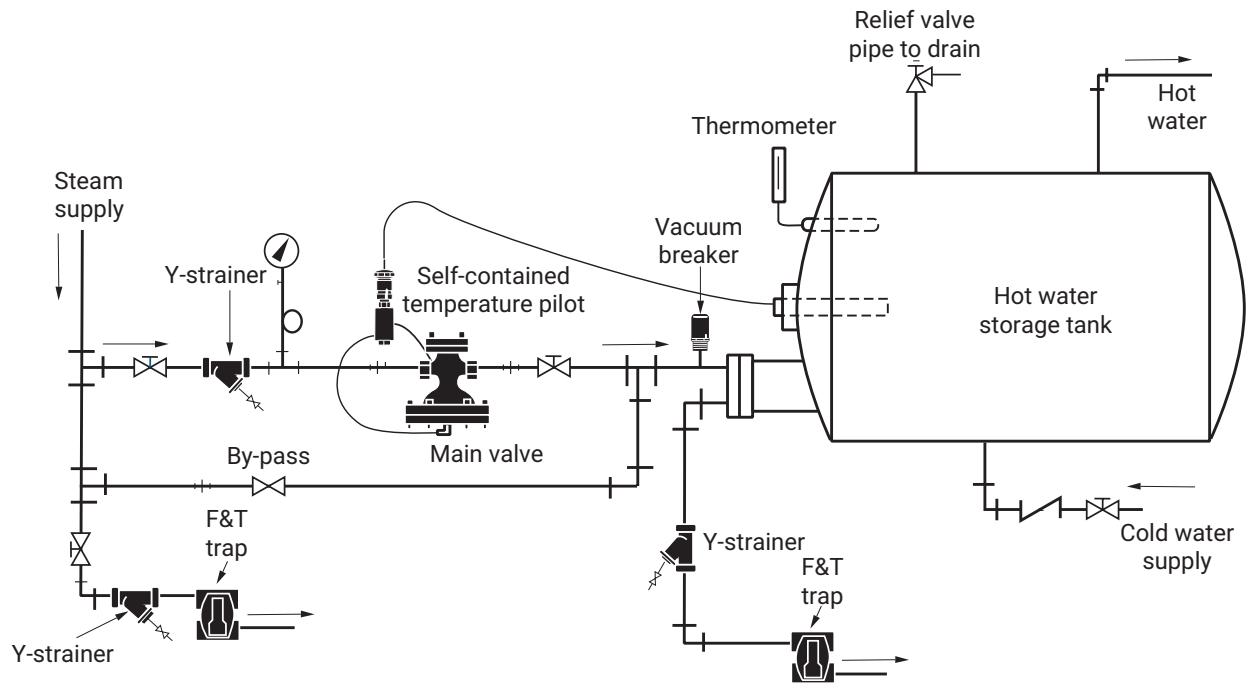 Relief valve
pipe to drain
Hot
water
Thermometer
Steam
supply
Vacuum
breaker
Y-strainer
Self-contained
temperature pilot
Hot water
storage tank
By-pass
Main valve
F&T
trap
Y-strainer
Cold water
supply
F&T
trap
Y-strainer